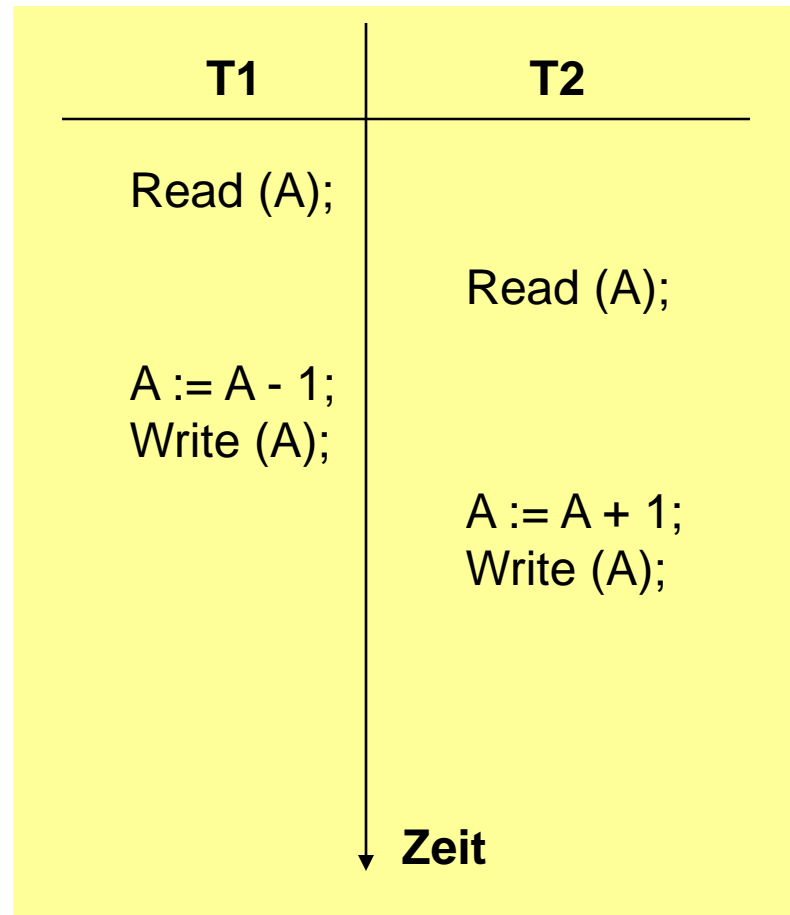 T1 T2
Read (A);
Read (A);
A := A - 1;
Write (A);
A := A + 1;
Write (A);
Zeit